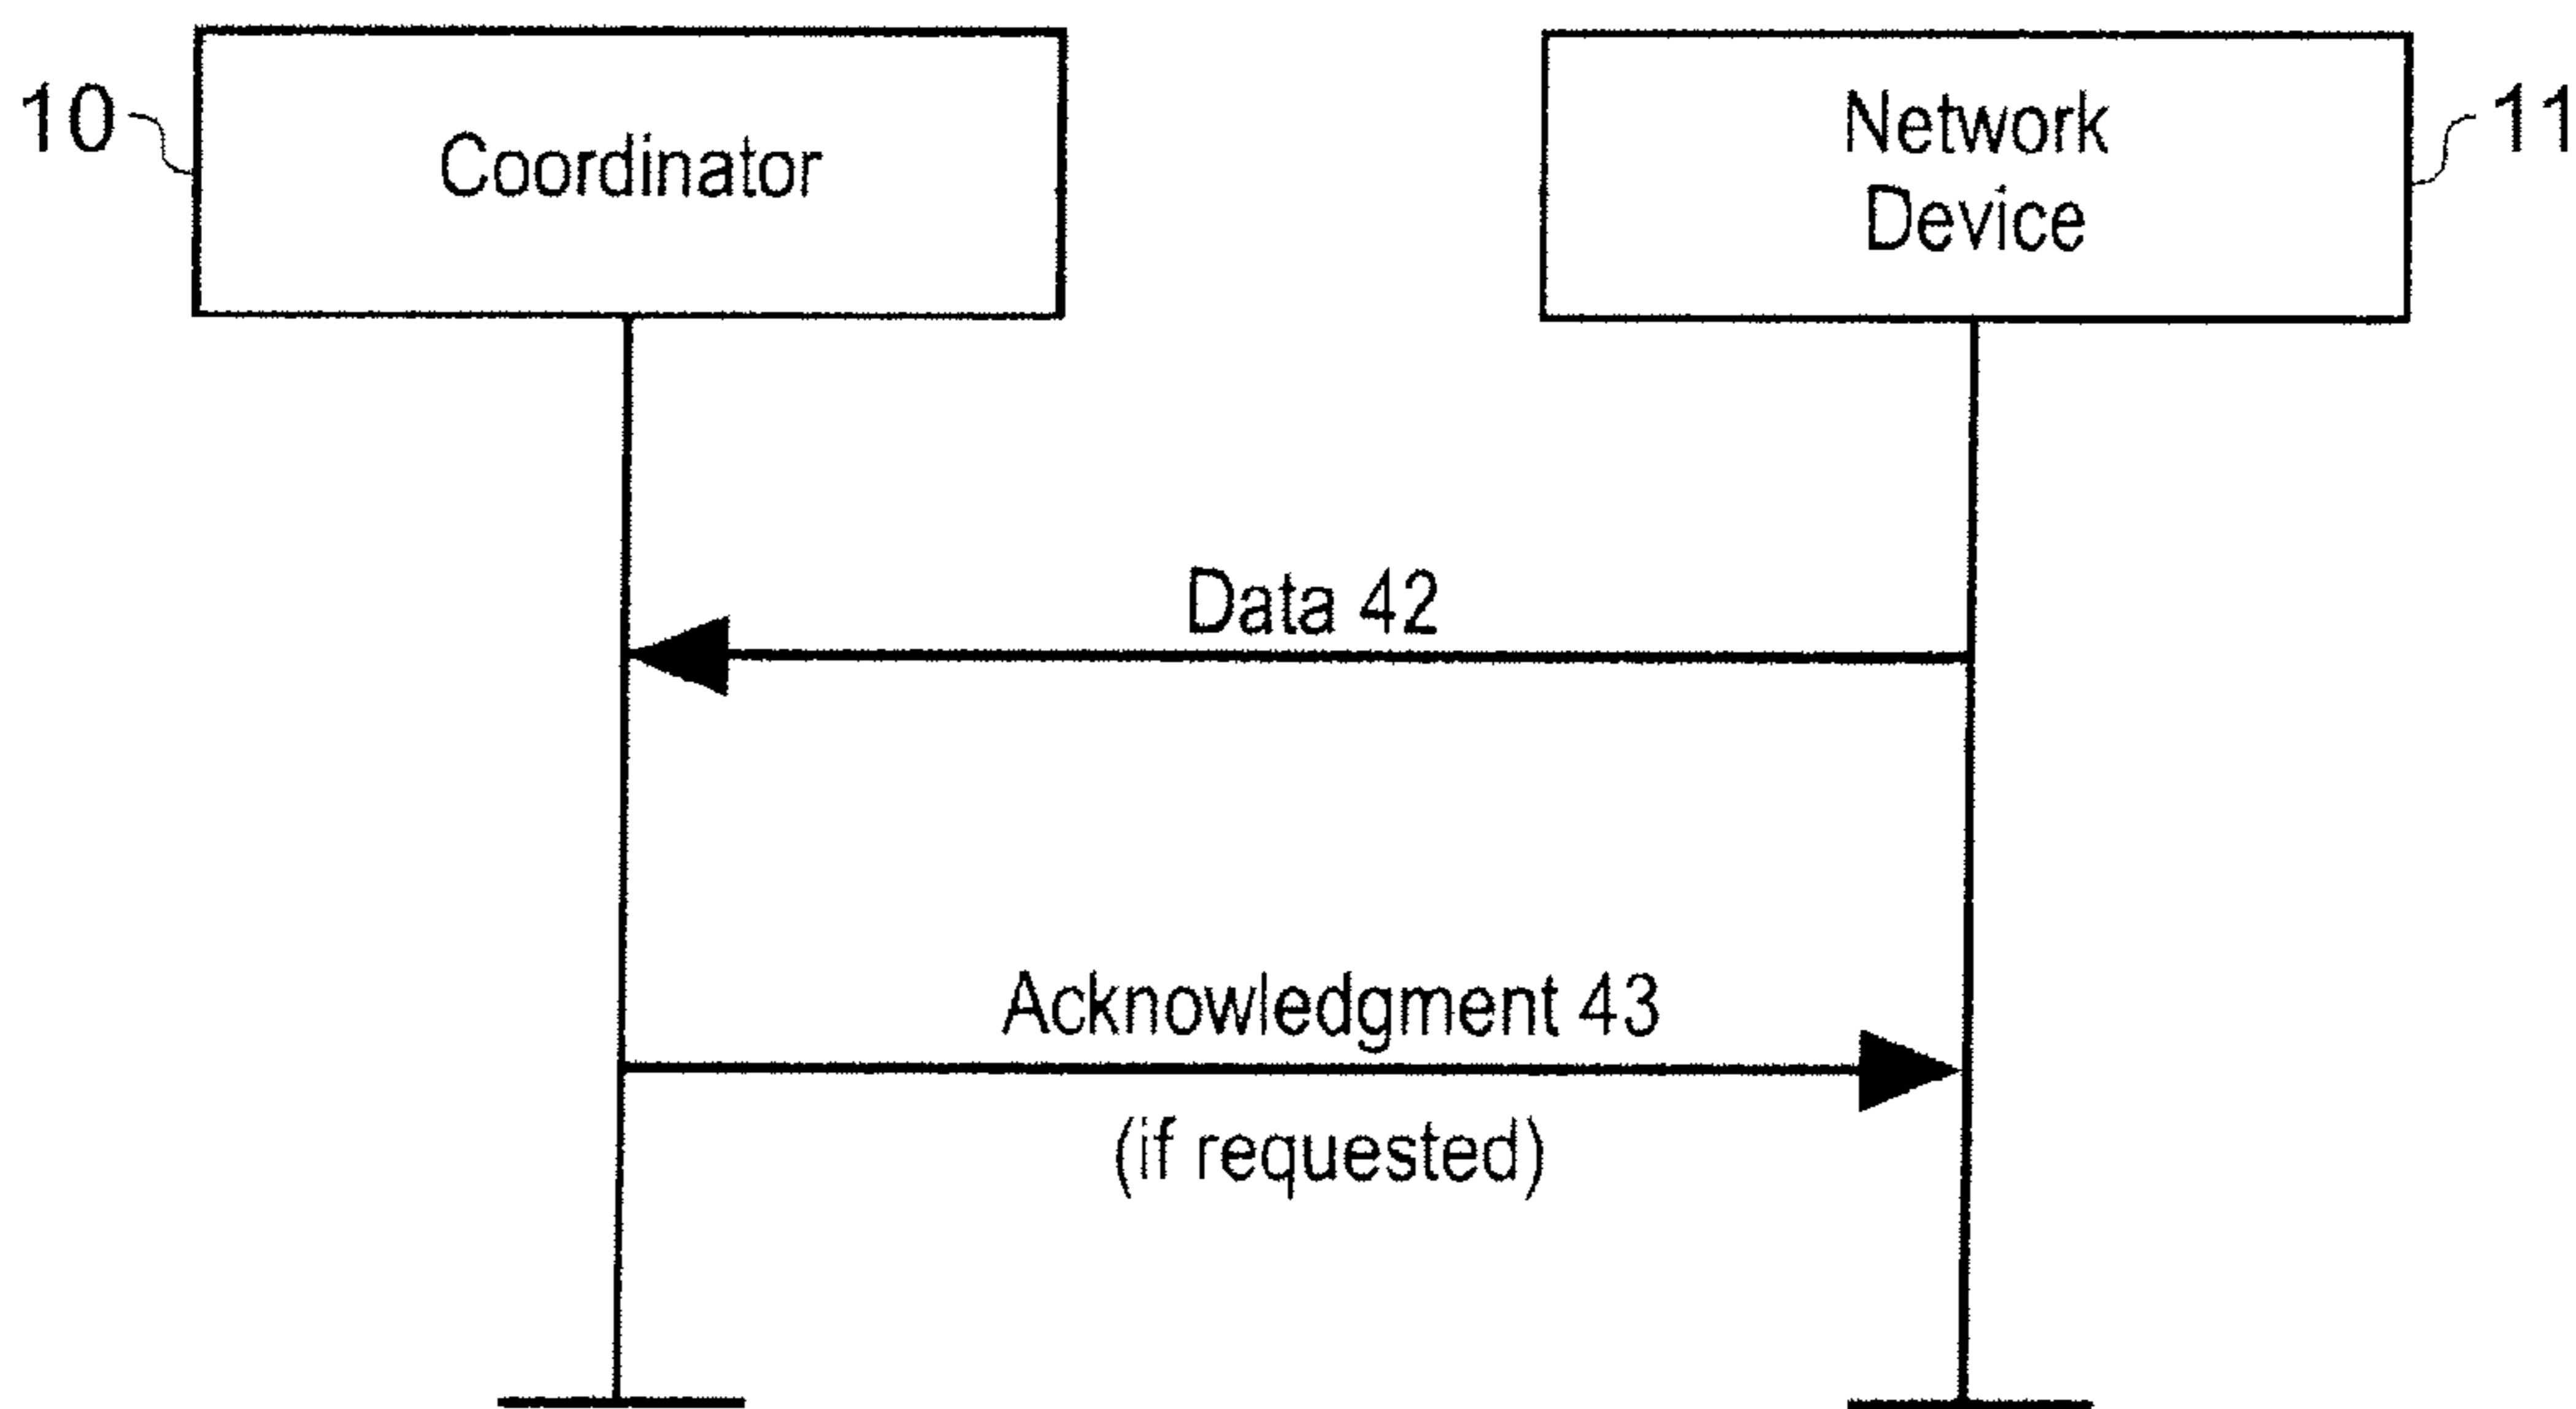 10
Coordinator
Network
Device
11
Data 42
Acknowledgment 43
(if requested)